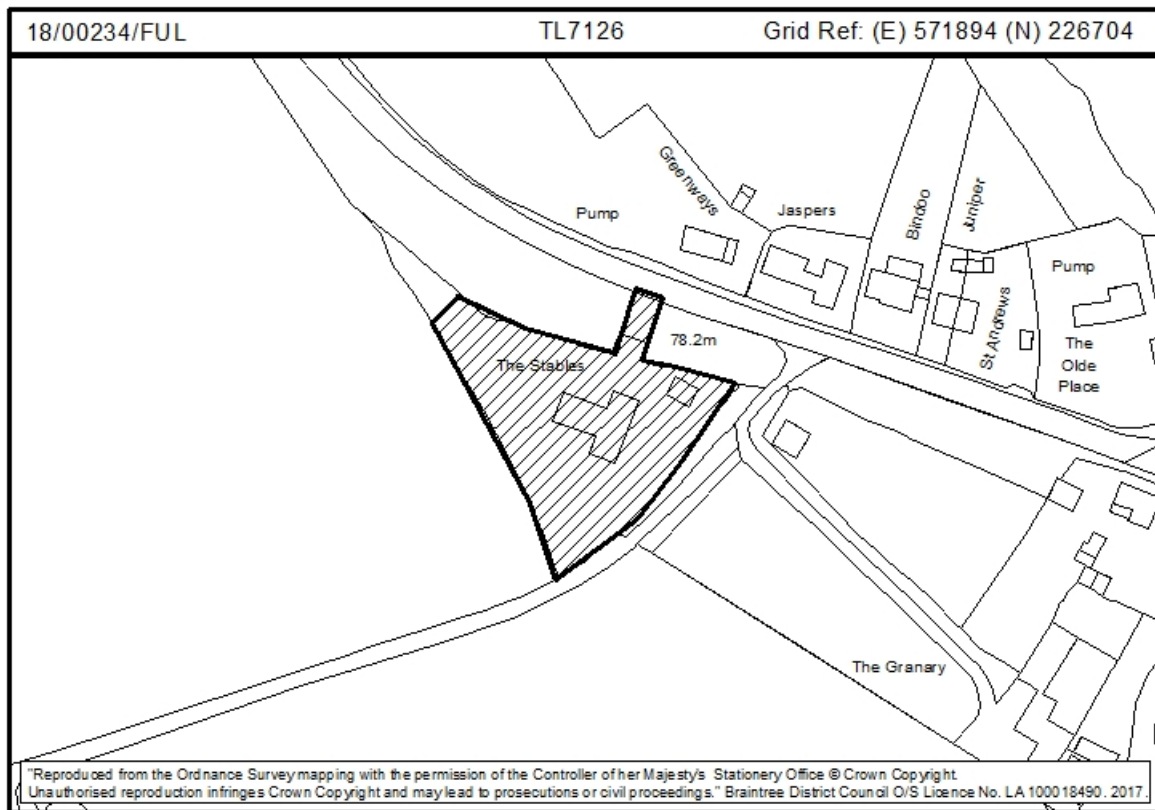 18/00234/FUL TL7126 Grid Ref: (E) 571894 (N) 226704
Greenways
Pump
Jaspers
Bindoo
Juniper
Pump
St Andrews
The
Olde
Place
78.2m
The Stables
The Granary
"Reproduced from the Ordnance Survey mapping with the permission of the Controller of her Majesty's Stationery Office © Crown Copyright.
Unauthorised reproduction infringes Crown Copyright and may lead to prosecutions or civil proceedings." Braintree District Council O/S Licence No. LA 100018490. 2017.